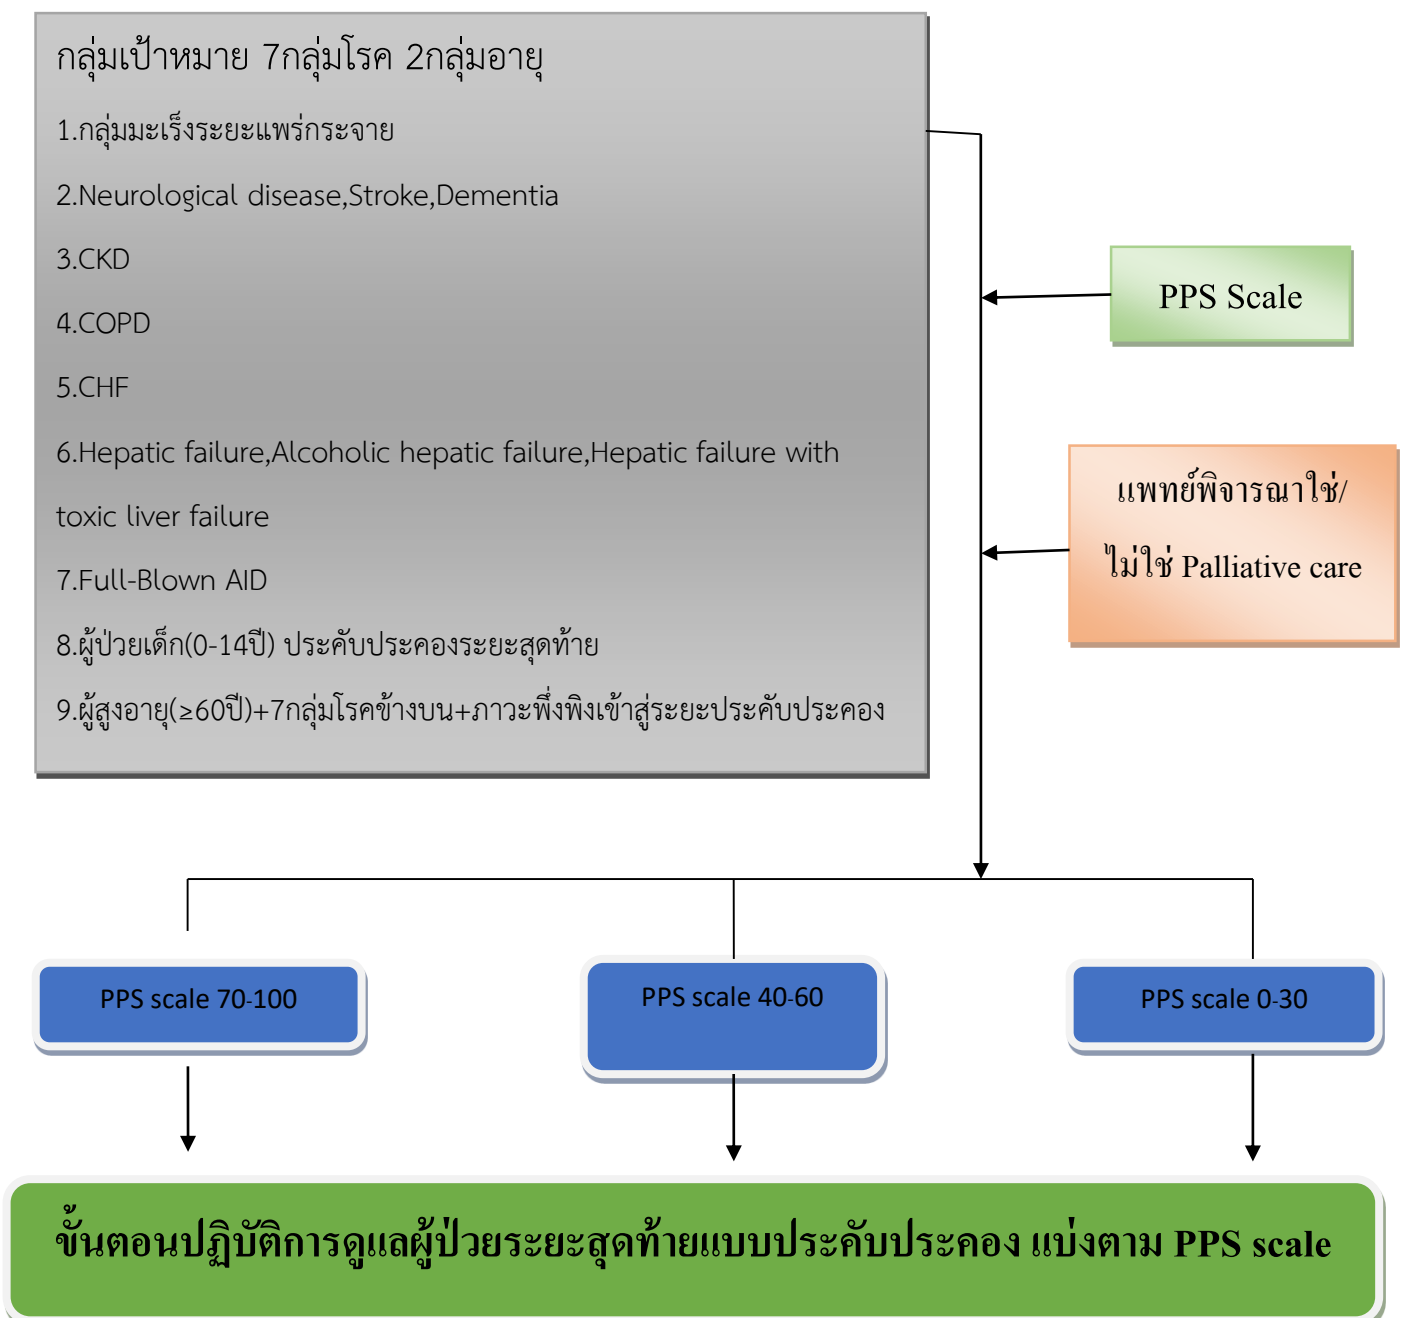 กลุ่มเป้าหมาย 7กลุ่มโรค 2กลุ่มอายุ
1.กลุ่มมะเร็งระยะแพร่กระจาย
2.Neurological disease,Stroke,Dementia
3.CKD
4.COPD
5.CHF
6.Hepatic failure,Alcoholic hepatic failure,Hepatic failure with
toxic liver failure
7.Full-Blown AID
8.ผู้ป่วยเด็ก(0-14ปี) ประคับประคองระยะสุดท้าย
9.ผู้สูงอายุ(≥60ปี)+7กลุ่มโรคข้างบน+ภาวะพึ่งพิงเข้าสู่ระยะประคับประคอง
PPS Scale
แพทย์พิจารณาใช่/
ไม่ใช่ Palliative care
PPS scale 70-100
PPS scale 40-60
PPS scale 0-30
ขั้นตอนปฏิบัติการดูแลผู้ป่วยระยะสุดท้ายแบบประคับประคอง แบ่งตาม PPS scale